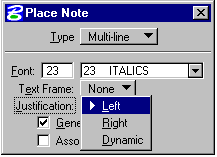 Place Note
Type Multi-line
Font: 23 23 ITALICS
Text Frame: None
Justification: Left
Right
Gene
Dynamic
Asso